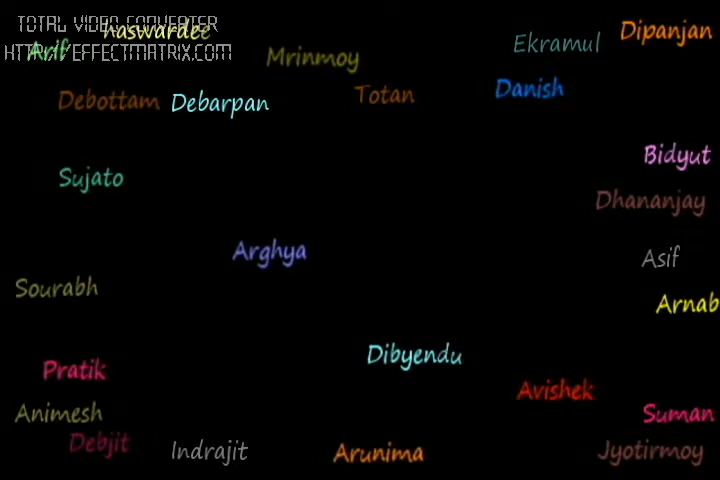 TOTAL VIDEO CONVERTER
HTTP://EFFECTMATRIX.COM
Arif
Mrinmoy
Ekramul
Dipanjan
Debottam
Debarpan
Totan
Danish
Bidyut
Sujato
Dhananjay
Arghya
Asif
Sourabh
Arnab
Dibyendu
Pratik
Avishek
Animesh
Suman
Debjit
Indrajit
Arunima
Jyotirmoy